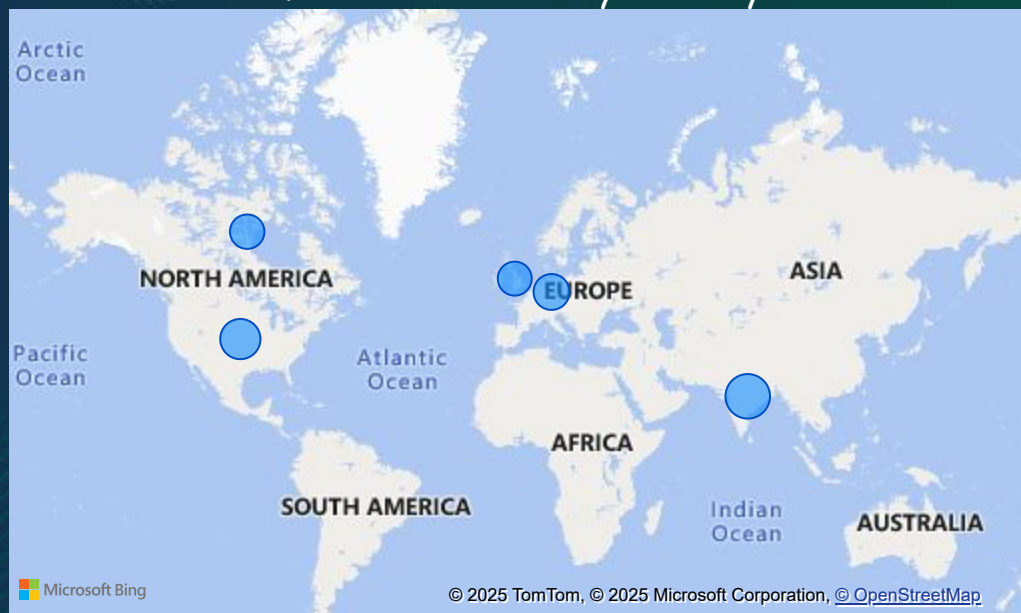 Arctic
Ocean
NORTH AMERICA
EUROPE
ASIA
Pacific
Ocean
Atlantic
Ocean
AFRICA
SOUTH AMERICA
Indian
Ocean
AUSTRALIA
Microsoft Bing
© 2025 TomTom, © 2025 Microsoft Corporation, © OpenStreetMap